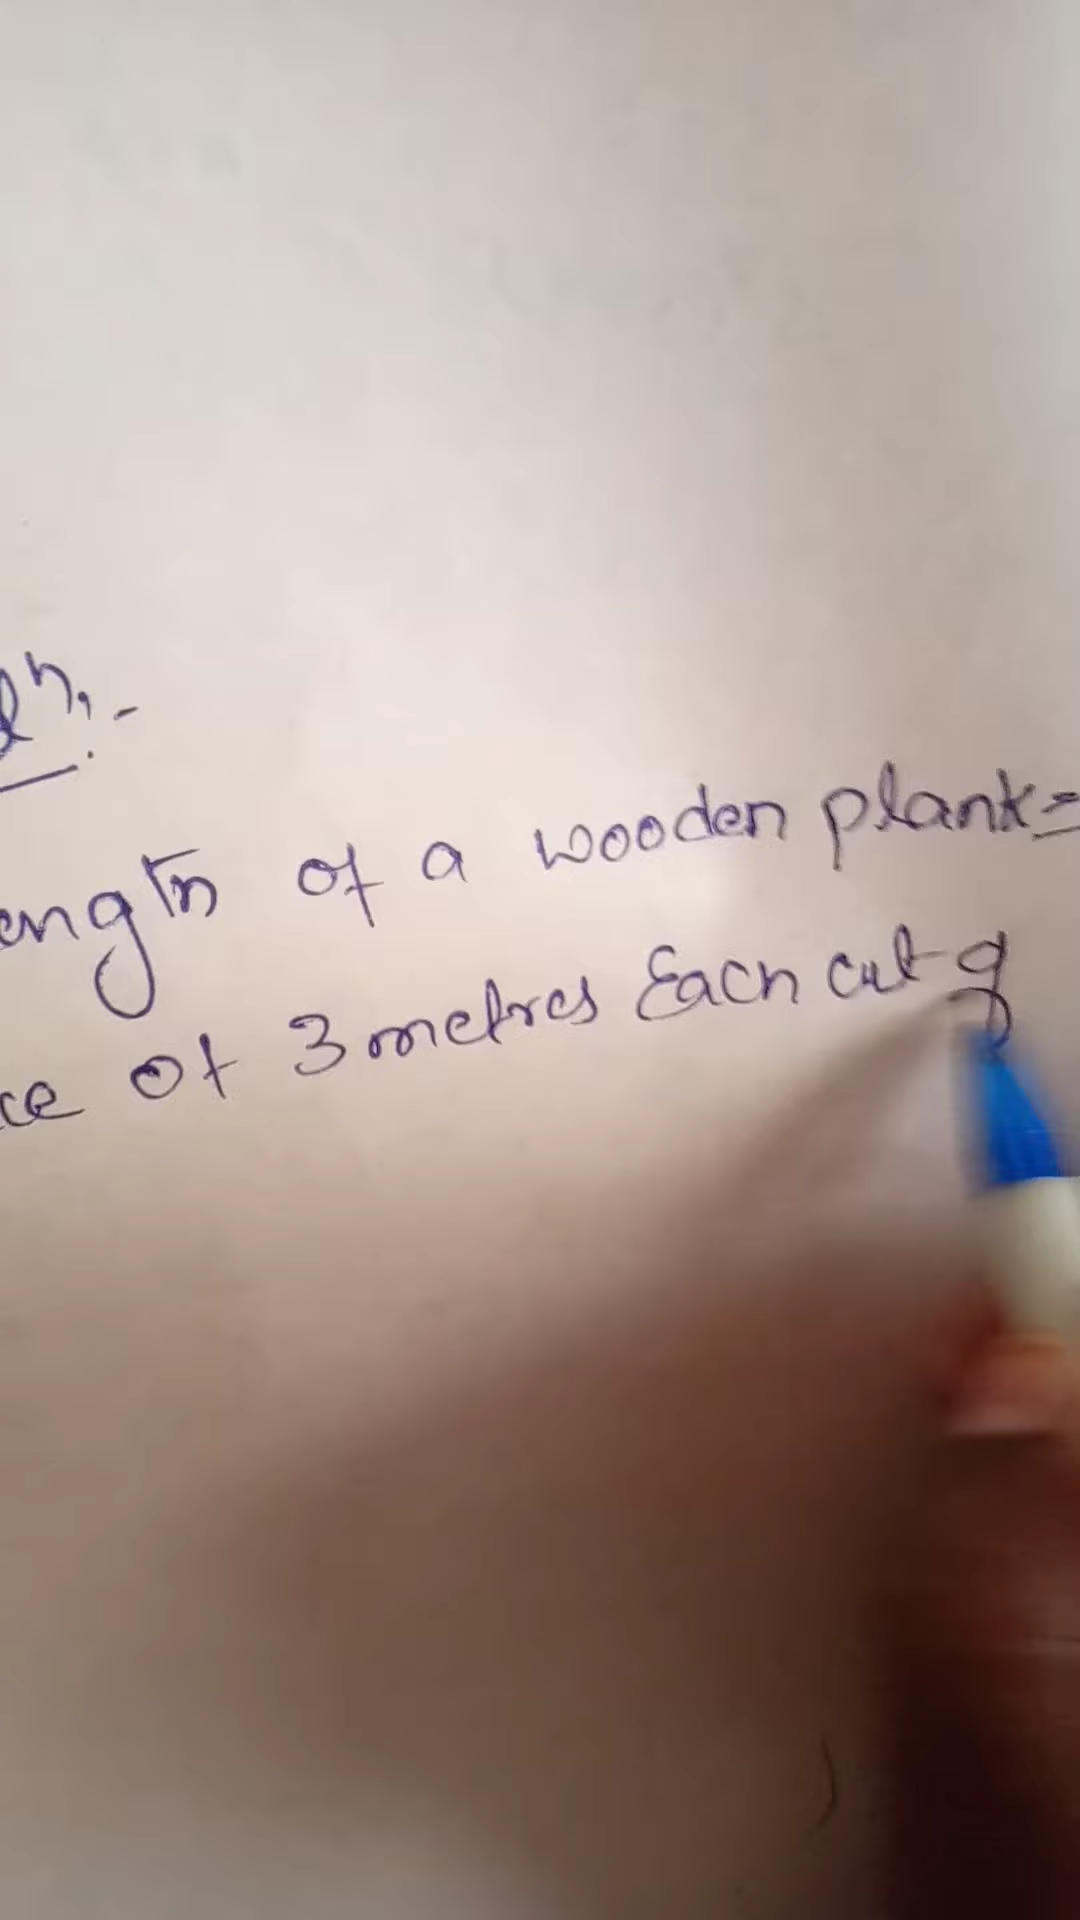 ength of a wooden plank=
ce of 3 metres Each cut